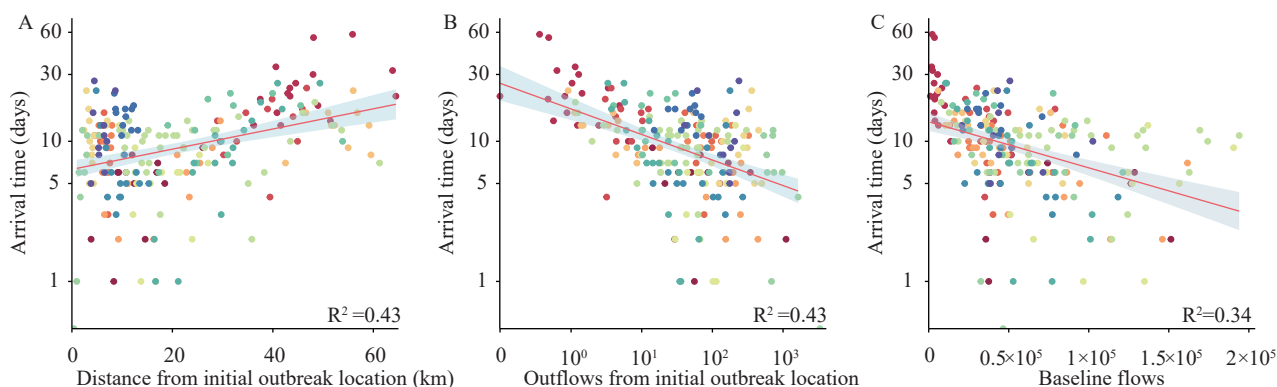 A
Arrival time (days)
60
30
10
5
1
R² =0.43
0 20 40 60
Distance from initial outbreak location (km)
B
Arrival time (days)
60
30
10
5
1
R² =0.43
0 10⁰ 10¹ 10² 10³
Outflows from initial outbreak location
C
Arrival time (days)
60
30
10
5
1
R²=0.34
0 0.5×10⁵ 1×10⁵ 1.5×10⁵ 2×10⁵
Baseline flows